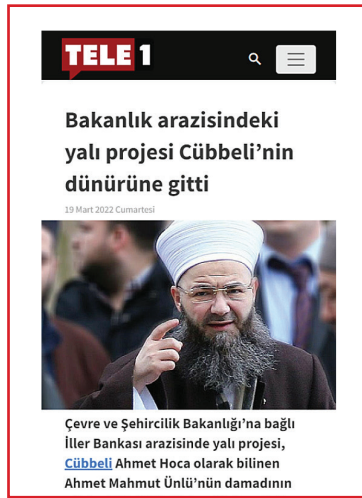 TELE 1
Bakanlık arazisindeki
yalı projesi Cübbeli’nin
dünürüne gitti
19 Mart 2022 Cumartesi
Çevre ve Şehircilik Bakanlığı’na bağlı
İller Bankası arazisinde yalı projesi,
Cübbeli Ahmet Hoca olarak bilinen
Ahmet Mahmut Ünlü’nün damadının